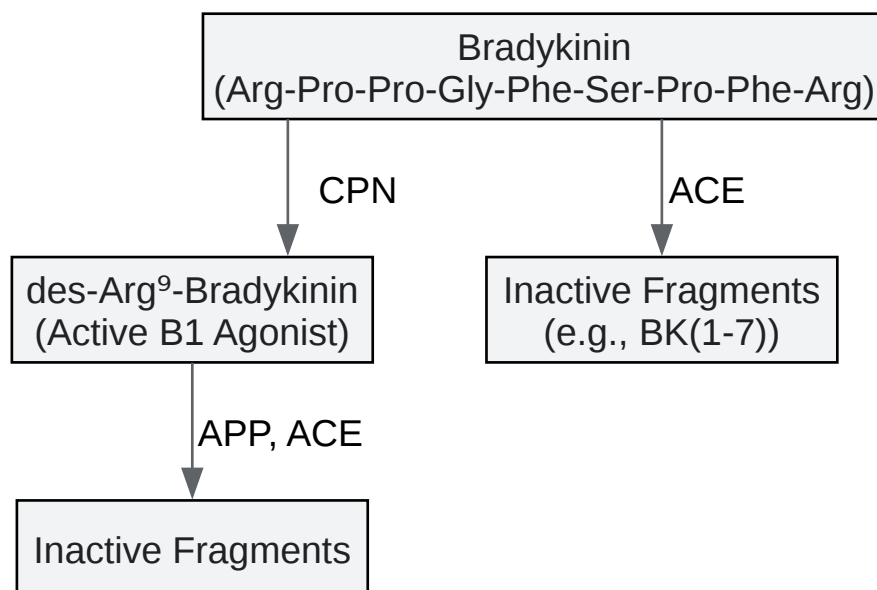 Bradykinin
(Arg-Pro-Pro-Gly-Phe-Ser-Pro-Phe-Arg)
CPN
ACE
des-Arg⁹-Bradykinin
(Active B1 Agonist)
Inactive Fragments
(e.g., BK(1-7))
APP, ACE
Inactive Fragments